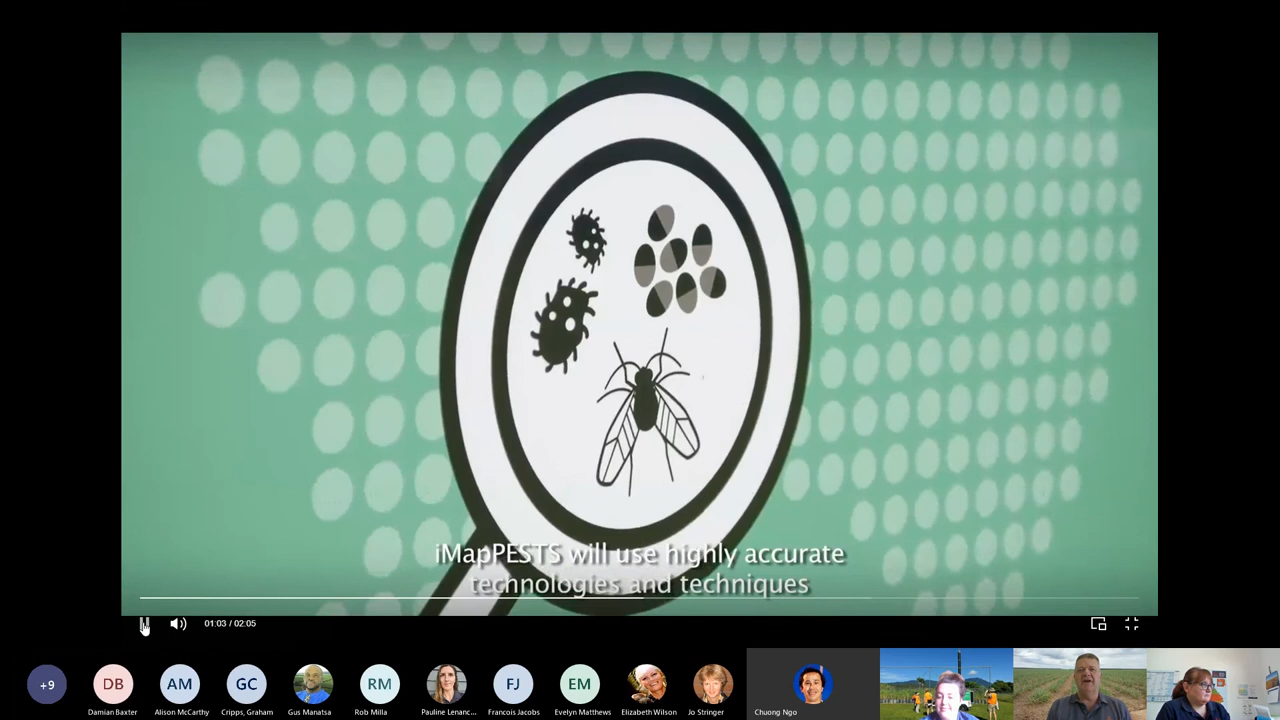 iMapPESTS will use highly accurate
technologies and techniques
01:03 / 02:05
+9
DB
AM
GC
RM
FJ
EM
Damian Baxter
Alison McCarthy
Cripps, Graham
Gus Manatsa
Rob Milla
Pauline Lenanc...
Francois Jacobs
Evelyn Matthews
Elizabeth Wilson
Jo Stringer
Chuong Ngo